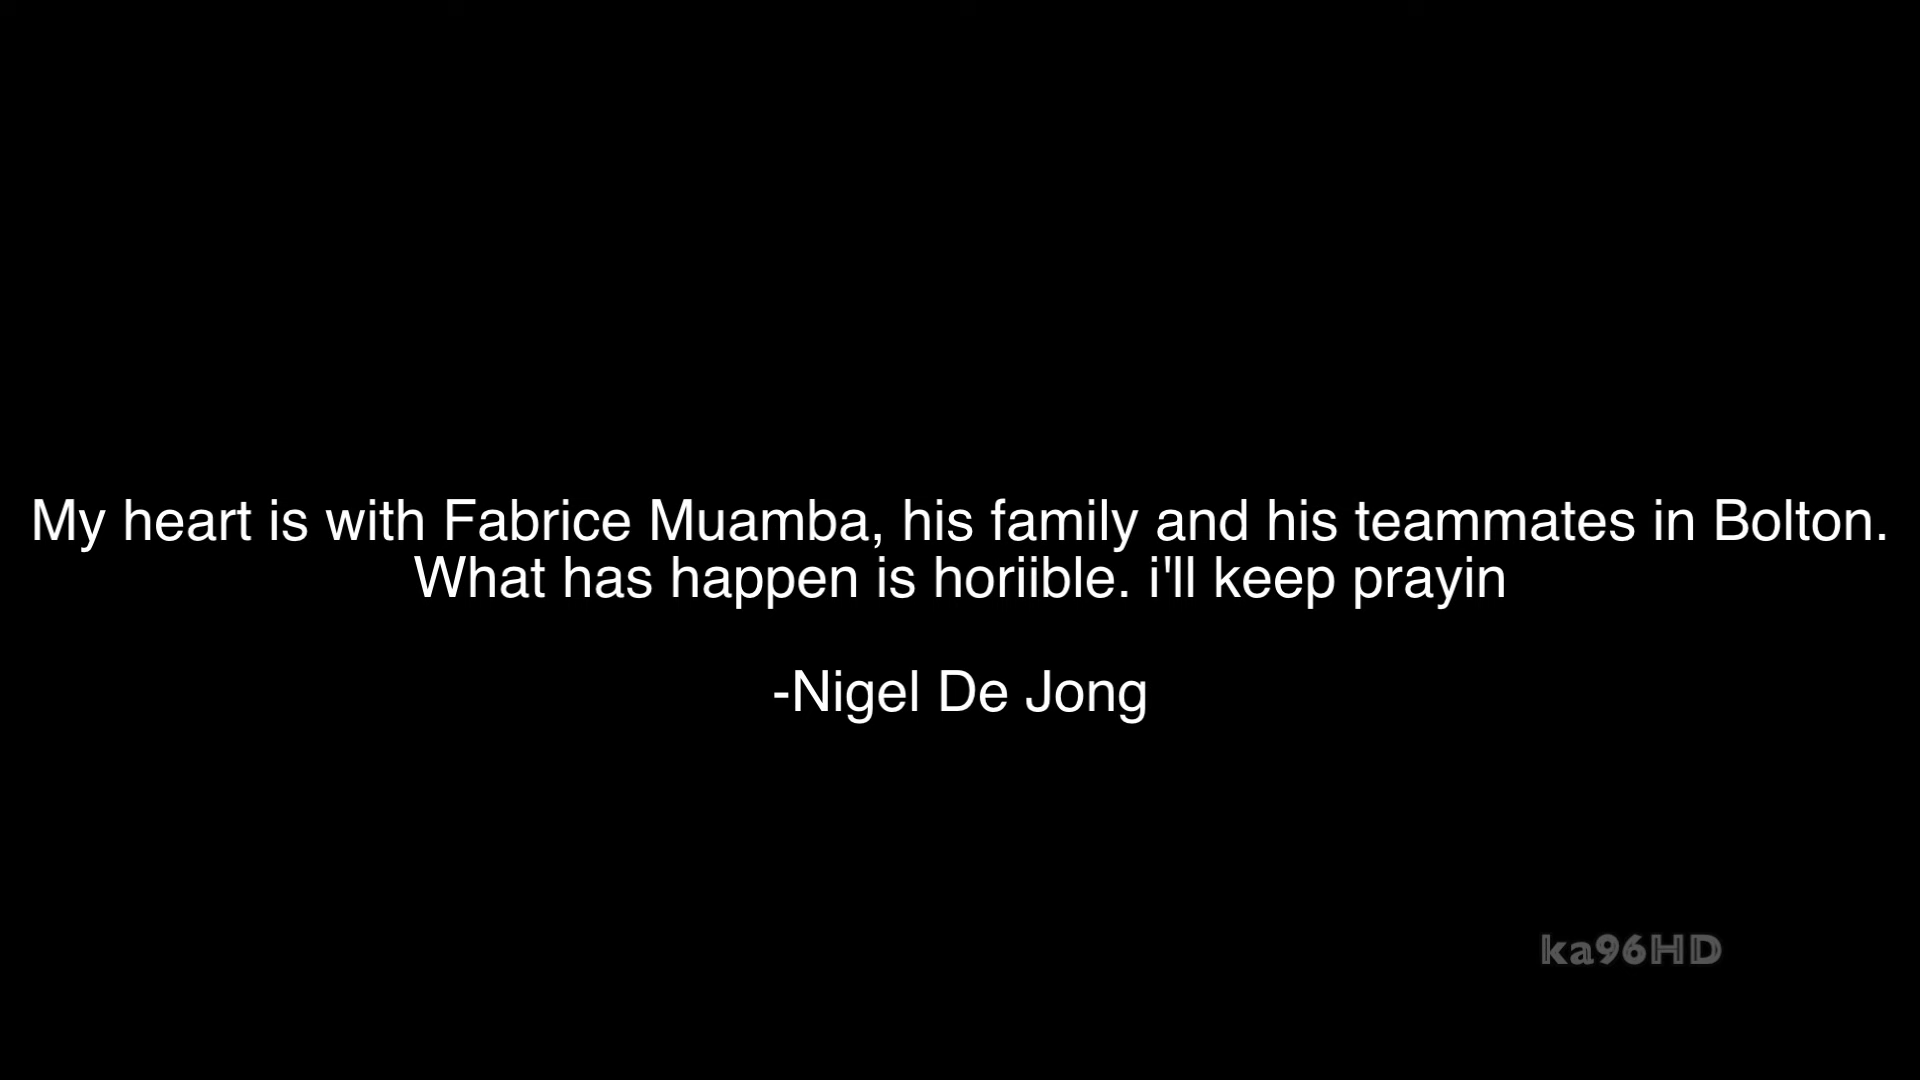 My heart is with Fabrice Muamba, his family and his teammates in Bolton.
What has happen is horiible. i'll keep prayin
-Nigel De Jong
ka96HD